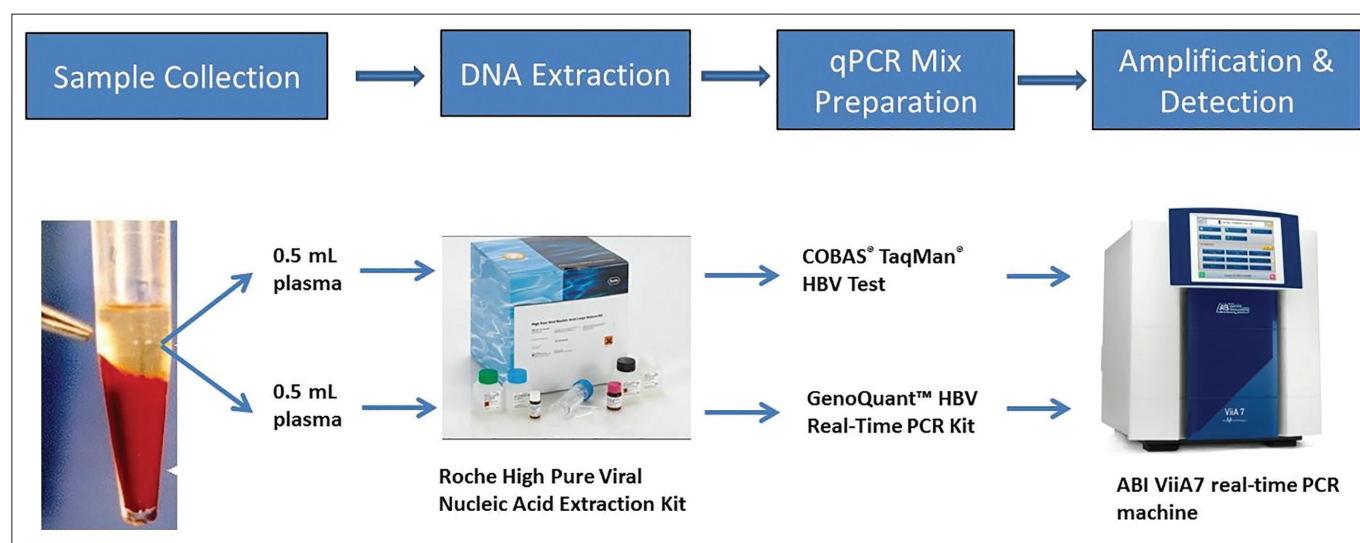 Sample Collection
DNA Extraction
qPCR Mix
Preparation
Amplification &
Detection
0.5 mL
plasma
COBAS® TaqMan®
HBV Test
0.5 mL
plasma
GenoQuant™ HBV
Real-Time PCR Kit
Roche High Pure Viral
Nucleic Acid Extraction Kit
ViiA 7
ABI ViiA7 real-time PCR
machine